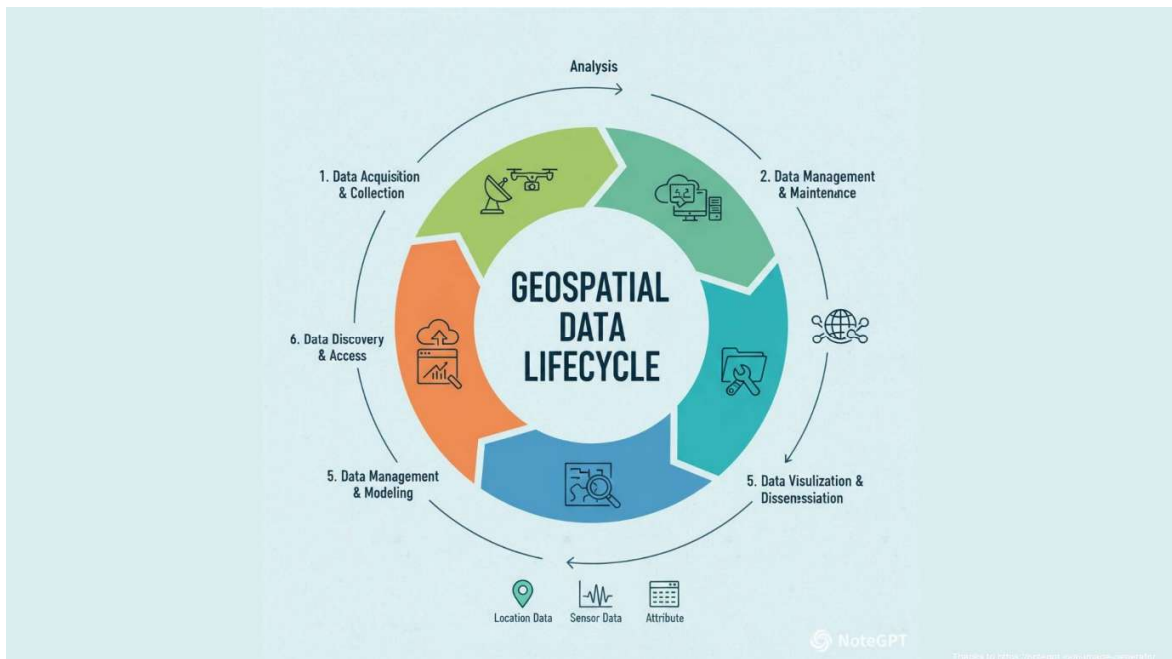 Analysis
1. Data Acquisition
& Collection
2. Data Management
& Maintenance
GEOSPATIAL
DATA
LIFECYCLE
6. Data Discovery
& Access
5. Data Management
& Modeling
5. Data Visulization &
Dissenssiation
Location Data
Sensor Data
Attribute
NoteGPT